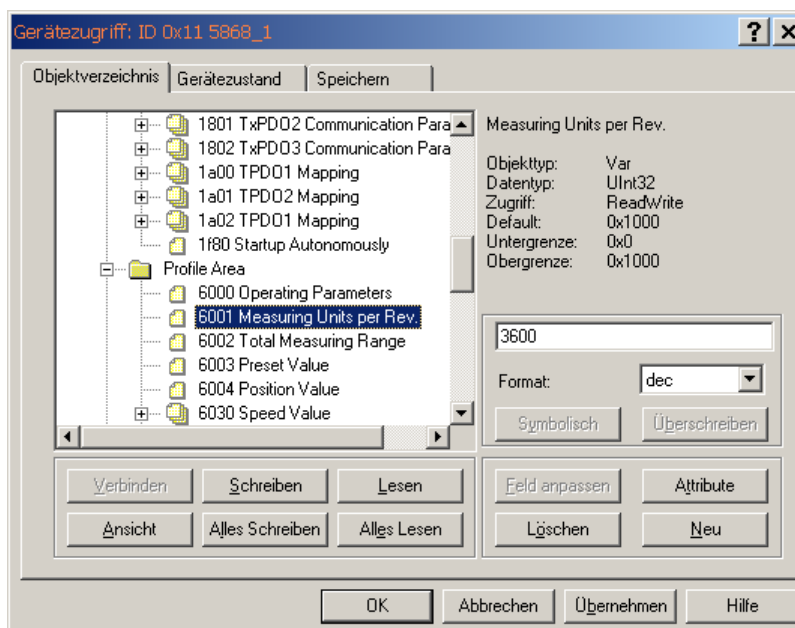 Gerätezugriff: ID 0x11 5868_1
Objektverzeichnis Gerätezustand Speichern
1801 TxPDO2 Communication Para
1802 TxPDO3 Communication Para
1a00 TPDO1 Mapping
1a01 TPDO2 Mapping
1a02 TPDO1 Mapping
1f80 Startup Autonomously
Profile Area
6000 Operating Parameters
6001 Measuring Units per Rev.
6002 Total Measuring Range
6003 Preset Value
6004 Position Value
6030 Speed Value
Measuring Units per Rev.
Objekttyp: Var
Datentyp: UInt32
Zugriff: ReadWrite
Default: 0x1000
Untergrenze: 0x0
Obergrenze: 0x1000
3600
Format: dec
Symbolisch Überschreiben
Verbinden Schreiben Lesen
Ansicht Alles Schreiben Alles Lesen
Feld anpassen Attribute
Löschen Neu
OK Abbrechen Übernehmen Hilfe